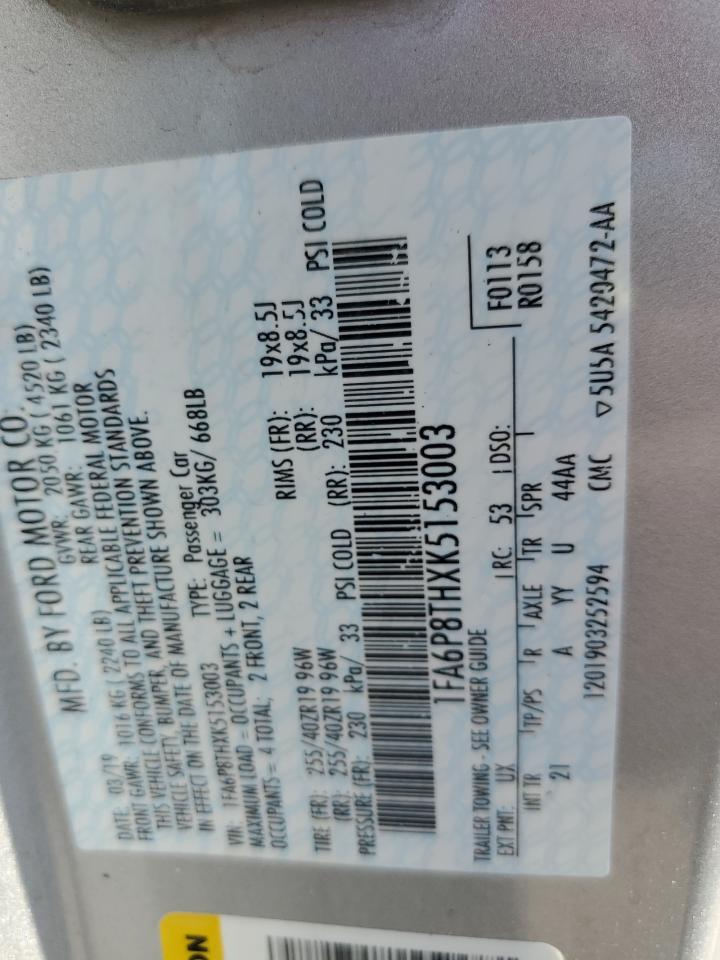 MFD. BY FORD MOTOR CO.
DATE: 03/19 GVWR: 2050 KG ( 4520 LB)
FRONT GAWR: 1016 KG ( 2240 LB) REAR GAWR: 1061 KG ( 2340 LB)
THIS VEHICLE CONFORMS TO ALL APPLICABLE FEDERAL MOTOR
VEHICLE SAFETY, BUMPER, AND THEFT PREVENTION STANDARDS
IN EFFECT ON THE DATE OF MANUFACTURE SHOWN ABOVE.
VIN: 1FA6P8THXK5153003 TYPE: Passenger Car
MAXIMUM LOAD = OCCUPANTS + LUGGAGE = 303KG/ 668LB
OCCUPANTS = 4 TOTAL; 2 FRONT, 2 REAR
TIRE (FR): 255/40ZR19 96W RIMS (FR): 19x8.5J
(RR): 255/40ZR19 96W (RR): 19x8.5J
PRESSURE (FR): 230 kPa/ 33 PSI COLD (RR): 230 kPa/ 33 PSI COLD
1FA6P8THXK5153003
TRAILER TOWING - SEE OWNER GUIDE
F0113
R0158
EXT PNT: UX RC: 53 DSO:
INT TR TP/PS R AXLE TR SPR
21 A YY U 44AA
1201903252594 CMC ▽5U5A 5420472-AA
ON